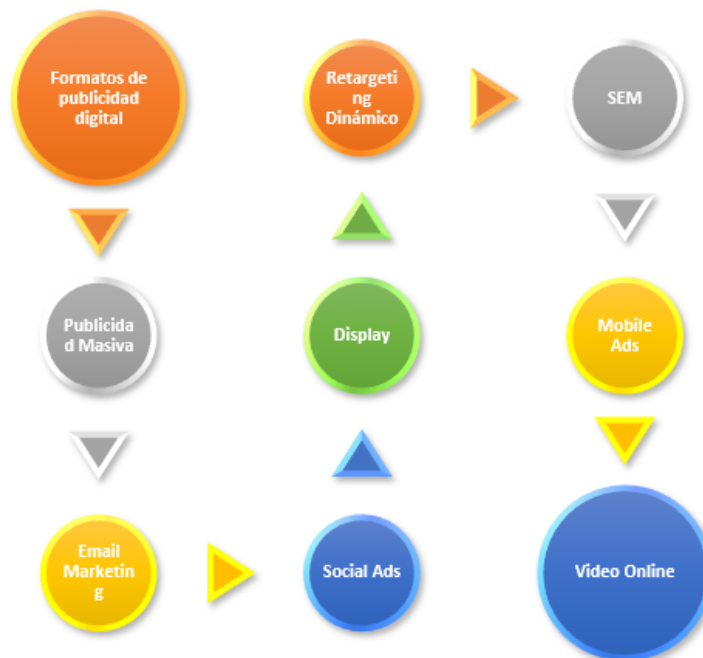 Formatos de
publicidad
digital
Publicida
d Masiva
Email
Marketin
g
Social Ads
Display
Retargeti
ng
Dinámico
SEM
Mobile
Ads
Video Online